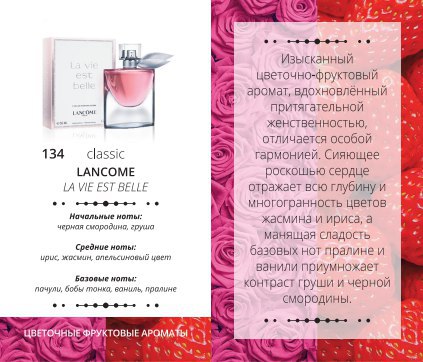 La vie
est
belle
LANCÔME
134 classic
LANCOME
LA VIE EST BELLE
Начальные ноты:
черная смородина, груша
Средние ноты:
ирис, жасмин, апельсиновый цвет
Базовые ноты:
пачули, бобы тонка, ваниль, пралине
ЦВЕТОЧНЫЕ ФРУКТОВЫЕ АРОМАТЫ
Изысканный
цветочно-фруктовый
аромат, вдохновлённый
притягательной
женственностью,
отличается особой
гармонией. Сияющее
роскошью сердце
отражает всю глубину и
многогранность цветов
жасмина и ириса, а
манящая сладость
базовых нот пралине и
ванили приумножает
контраст груши и черной
смородины.